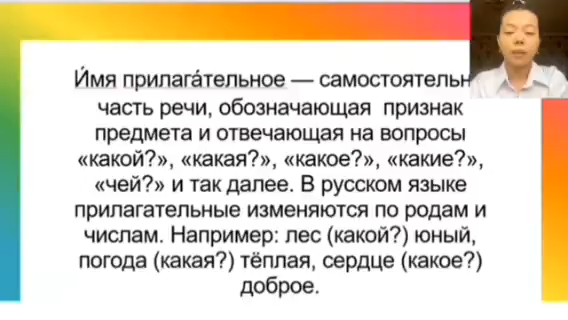 И́мя прилага́тельное — самостоятельн
часть речи, обозначающая признак
предмета и отвечающая на вопросы
«какой?», «какая?», «какое?», «какие?»,
«чей?» и так далее. В русском языке
прилагательные изменяются по родам и
числам. Например: лес (какой?) юный,
погода (какая?) тёплая, сердце (какое?)
доброе.